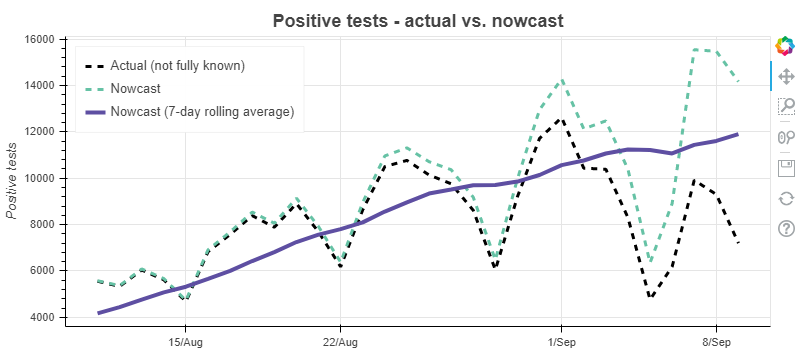 Positive tests - actual vs. nowcast
16000
14000
12000
10000
8000
6000
4000
Positive tests
Actual (not fully known)
Nowcast
Nowcast (7-day rolling average)
15/Aug
22/Aug
1/Sep
8/Sep